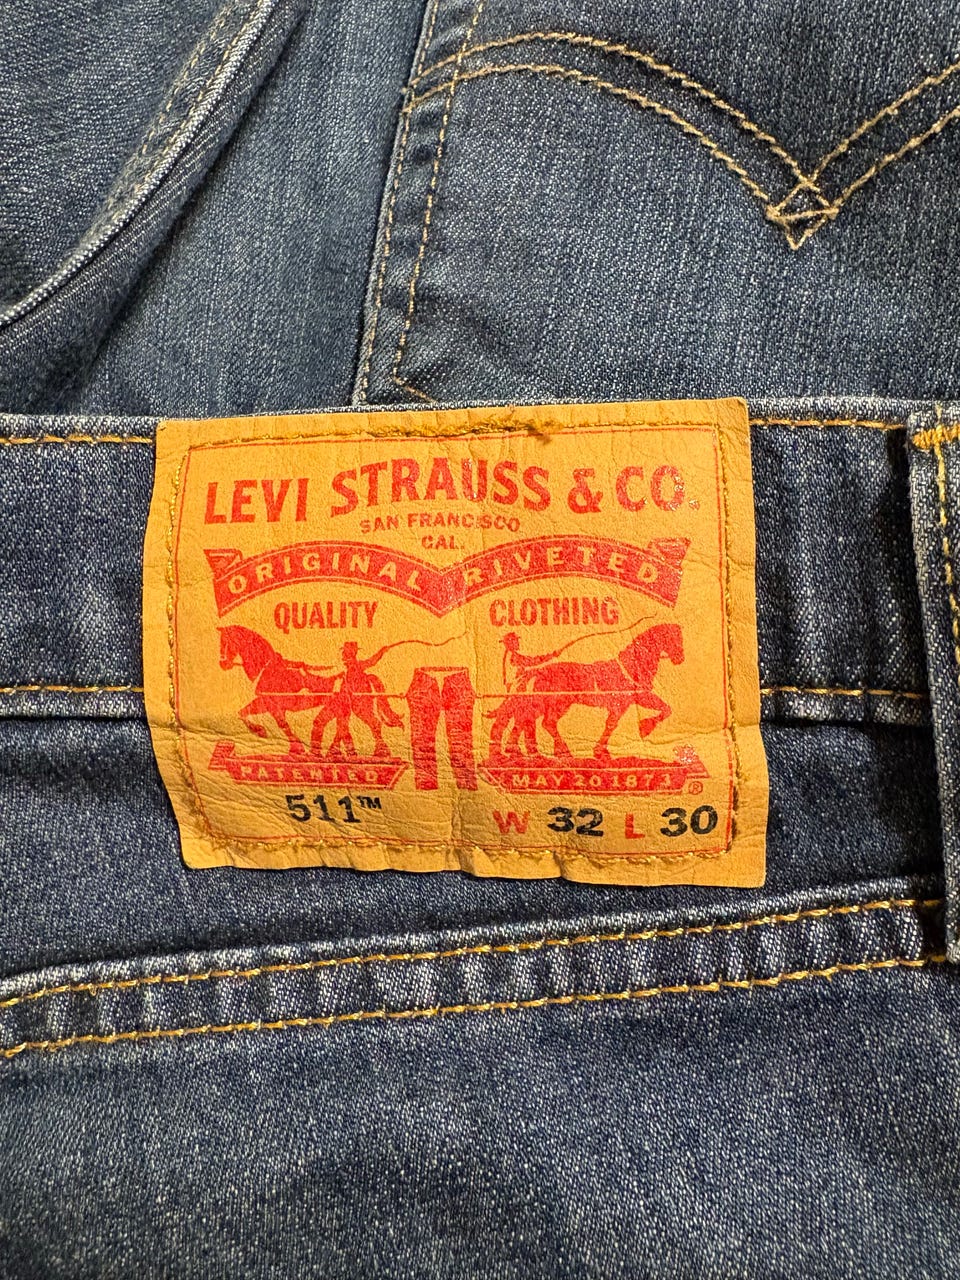 LEVI STRAUSS & CO.
SAN FRANCISCO
CAL.
ORIGINAL RIVETED
QUALITY CLOTHING
PATENTED MAY 20 1873 ®
511™ W 32 L 30